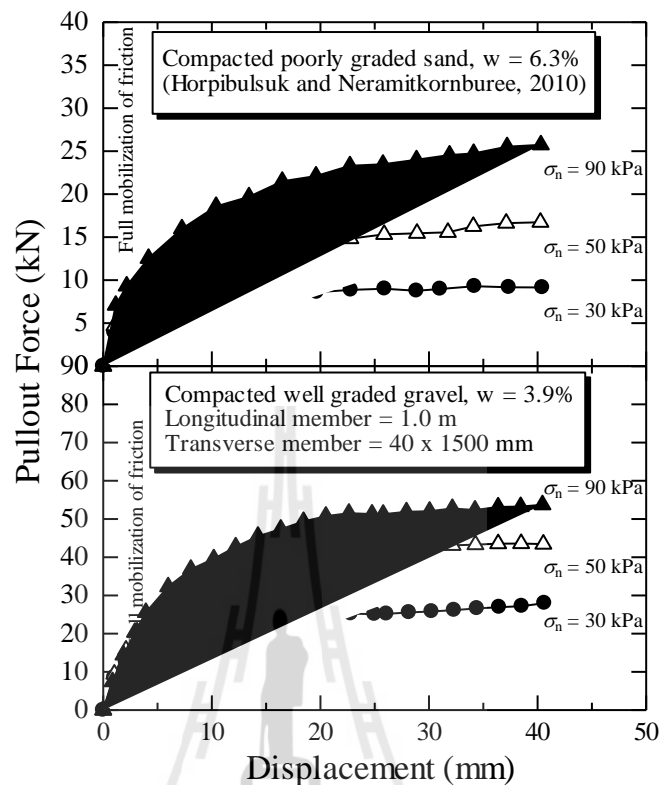 Pullout Force (kN)
40
35
30
25
20
15
10
5
90
Full mobilization of friction
Compacted poorly graded sand, w = 6.3%
(Horpibulsuk and Neramitkornburee, 2010)
σn = 90 kPa
σn = 50 kPa
σn = 30 kPa
80
70
60
50
40
30
20
10
0
mobilization of friction
Compacted well graded gravel, w = 3.9%
Longitudinal member = 1.0 m
Transverse member = 40 x 1500 mm
σn = 90 kPa
σn = 50 kPa
σn = 30 kPa
0 10 20 30 40 50
Displacement (mm)